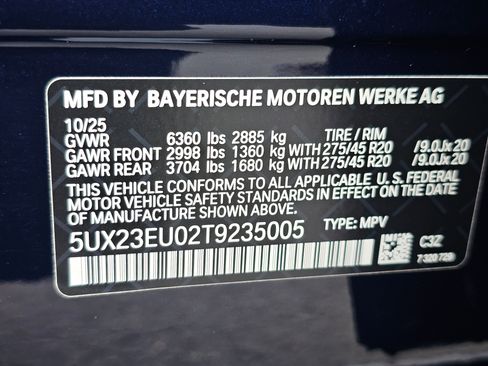 MFD BY BAYERISCHE MOTOREN WERKE AG
10/25
GVWR 6360 lbs 2885 kg TIRE / RIM
GAWR FRONT 2998 lbs 1360 kg WITH 275/45 R20 /9.0Jx20
GAWR REAR 3704 lbs 1680 kg WITH 275/45 R20 /9.0Jx20
THIS VEHICLE CONFORMS TO ALL APPLICABLE U. S. FEDERAL
MOTOR VEHICLE SAFETY STANDARDS IN EFFECT ON THE DATE
OF MANUFACTURE SHOWN ABOVE.
5UX23EU02T9235005 TYPE: MPV
C3Z
7 320 729